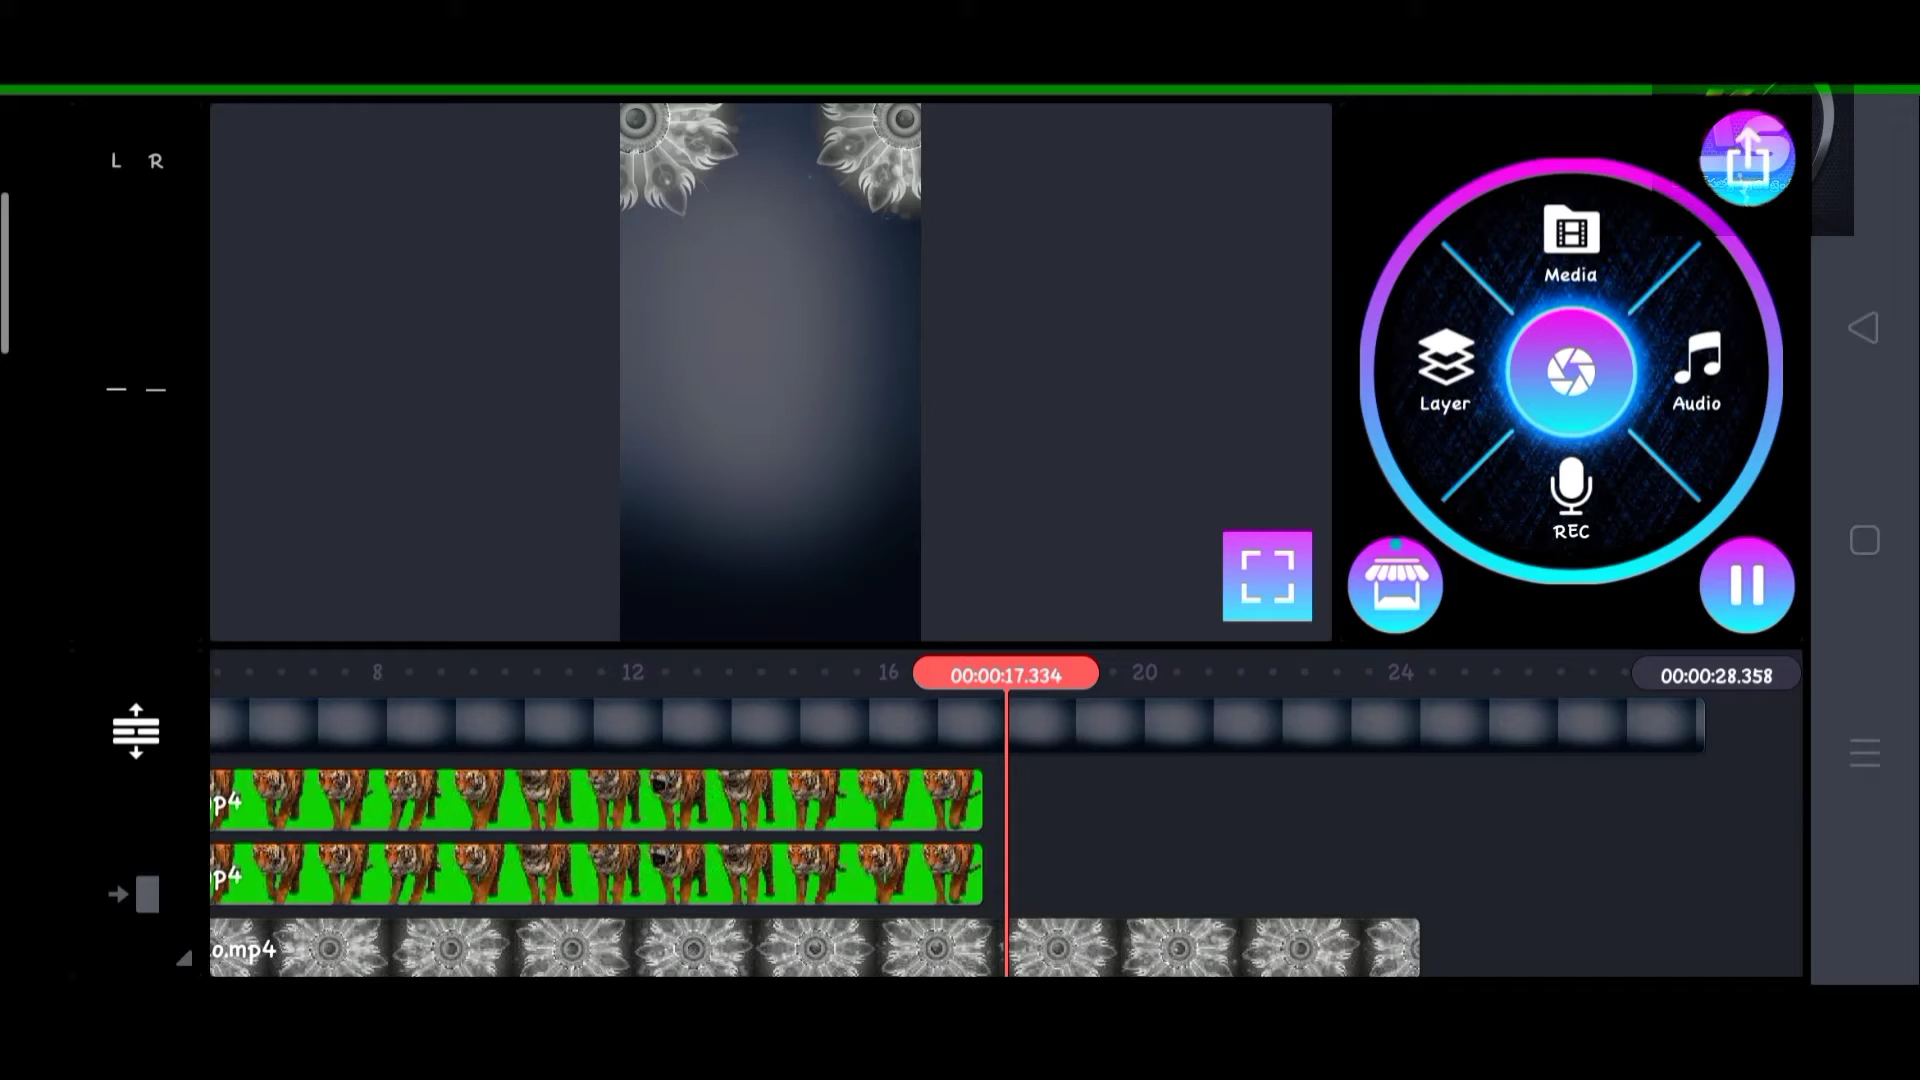 L R
Media
Layer
Audio
REC
8 12 16 00:00:17.334 20 24 00:00:28.358
p4
p4
o.mp4